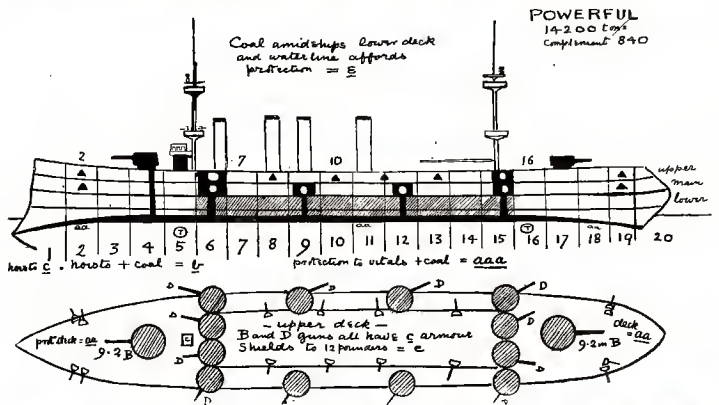 POWERFUL
14200 tons
Complement 840
Coal amidships lower deck
and waterline affords
protection = E
2
7
10
16
upper
main
lower
aa
aa
aa
T
T
1 2 3 4 5 6 7 8 9 10 11 12 13 14 15 16 17 18 19 20
hoists c. hoists + coal = b
protection to vitals + coal = aaa
D
D
D
D
prot. deck = aa
9.2 B
c
D
D
— upper deck —
B and D guns all have c armour
Shields to 12 pounders = e
D
D
9.2 in B
deck
= aa
D
D
D